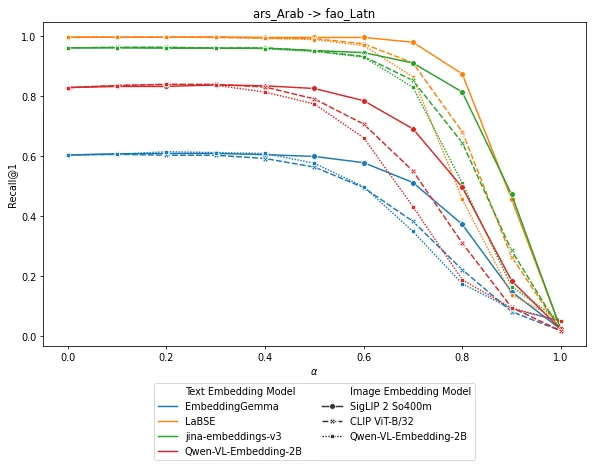 ars_Arab -> fao_Latn
Recall@1
1.0
0.8
0.6
0.4
0.2
0.0
0.0 0.2 0.4 0.6 0.8 1.0
α
Text Embedding Model Image Embedding Model
EmbeddingGemma SigLIP 2 So400m
LaBSE CLIP ViT-B/32
jina-embeddings-v3 Qwen-VL-Embedding-2B
Qwen-VL-Embedding-2B